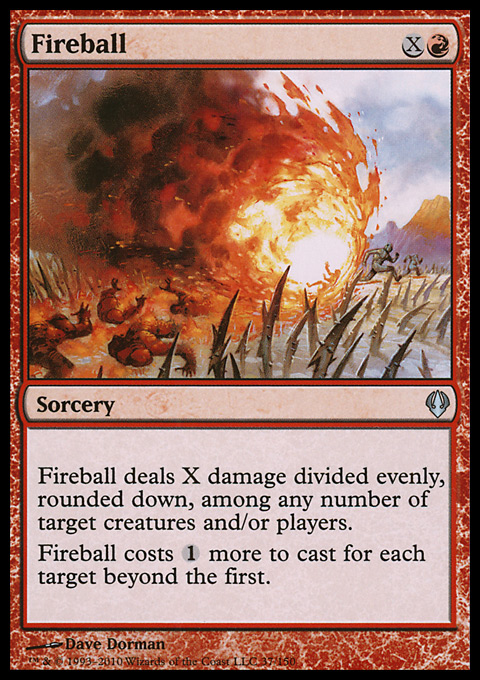 Fireball X
Sorcery
Fireball deals X damage divided evenly,
rounded down, among any number of
target creatures and/or players.
Fireball costs 1 more to cast for each
target beyond the first.
Dave Dorman
™ & © 1993–2010 Wizards of the Coast LLC 37/150